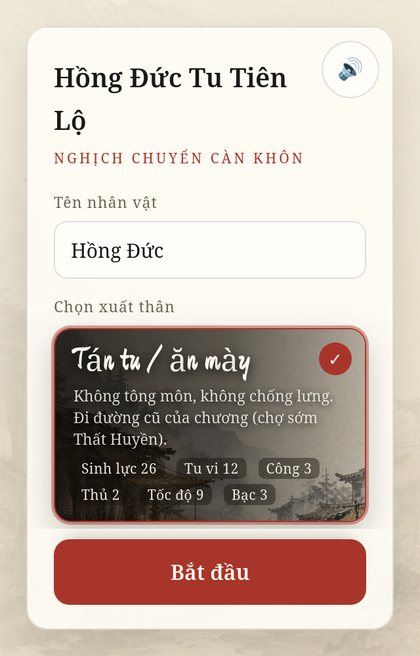 Hồng Đức Tu Tiên
Lộ
NGHỊCH CHUYỂN CÀN KHÔN
Tên nhân vật
Hồng Đức
Chọn xuất thân
Tán tu / ăn mày
Không tông môn, không chống lưng.
Đi đường cũ của chương (chợ sớm
Thất Huyền).
Sinh lực 26 Tu vi 12 Công 3
Thủ 2 Tốc độ 9 Bạc 3
Bắt đầu